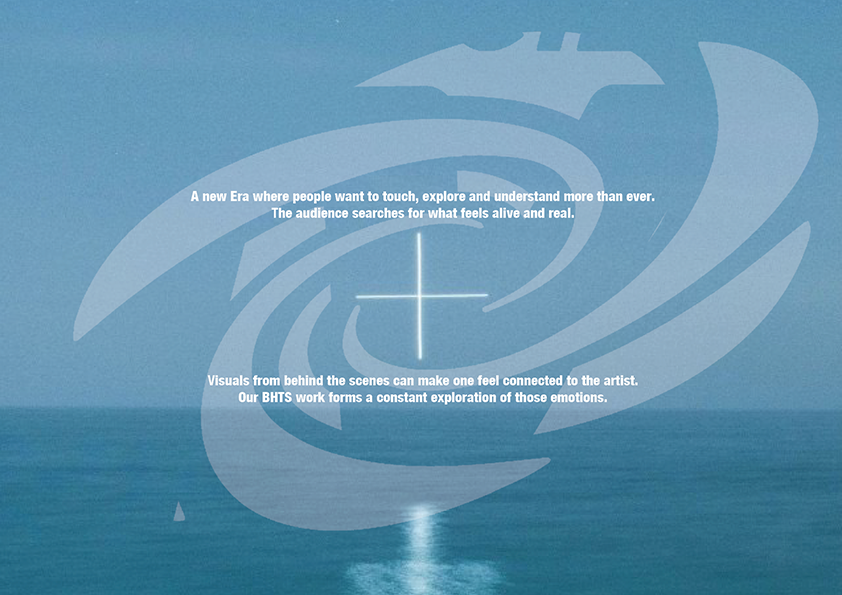 A new Era where people want to touch, explore and understand more than ever.
The audience searches for what feels alive and real.
Visuals from behind the scenes can make one feel connected to the artist.
Our BHTS work forms a constant exploration of those emotions.